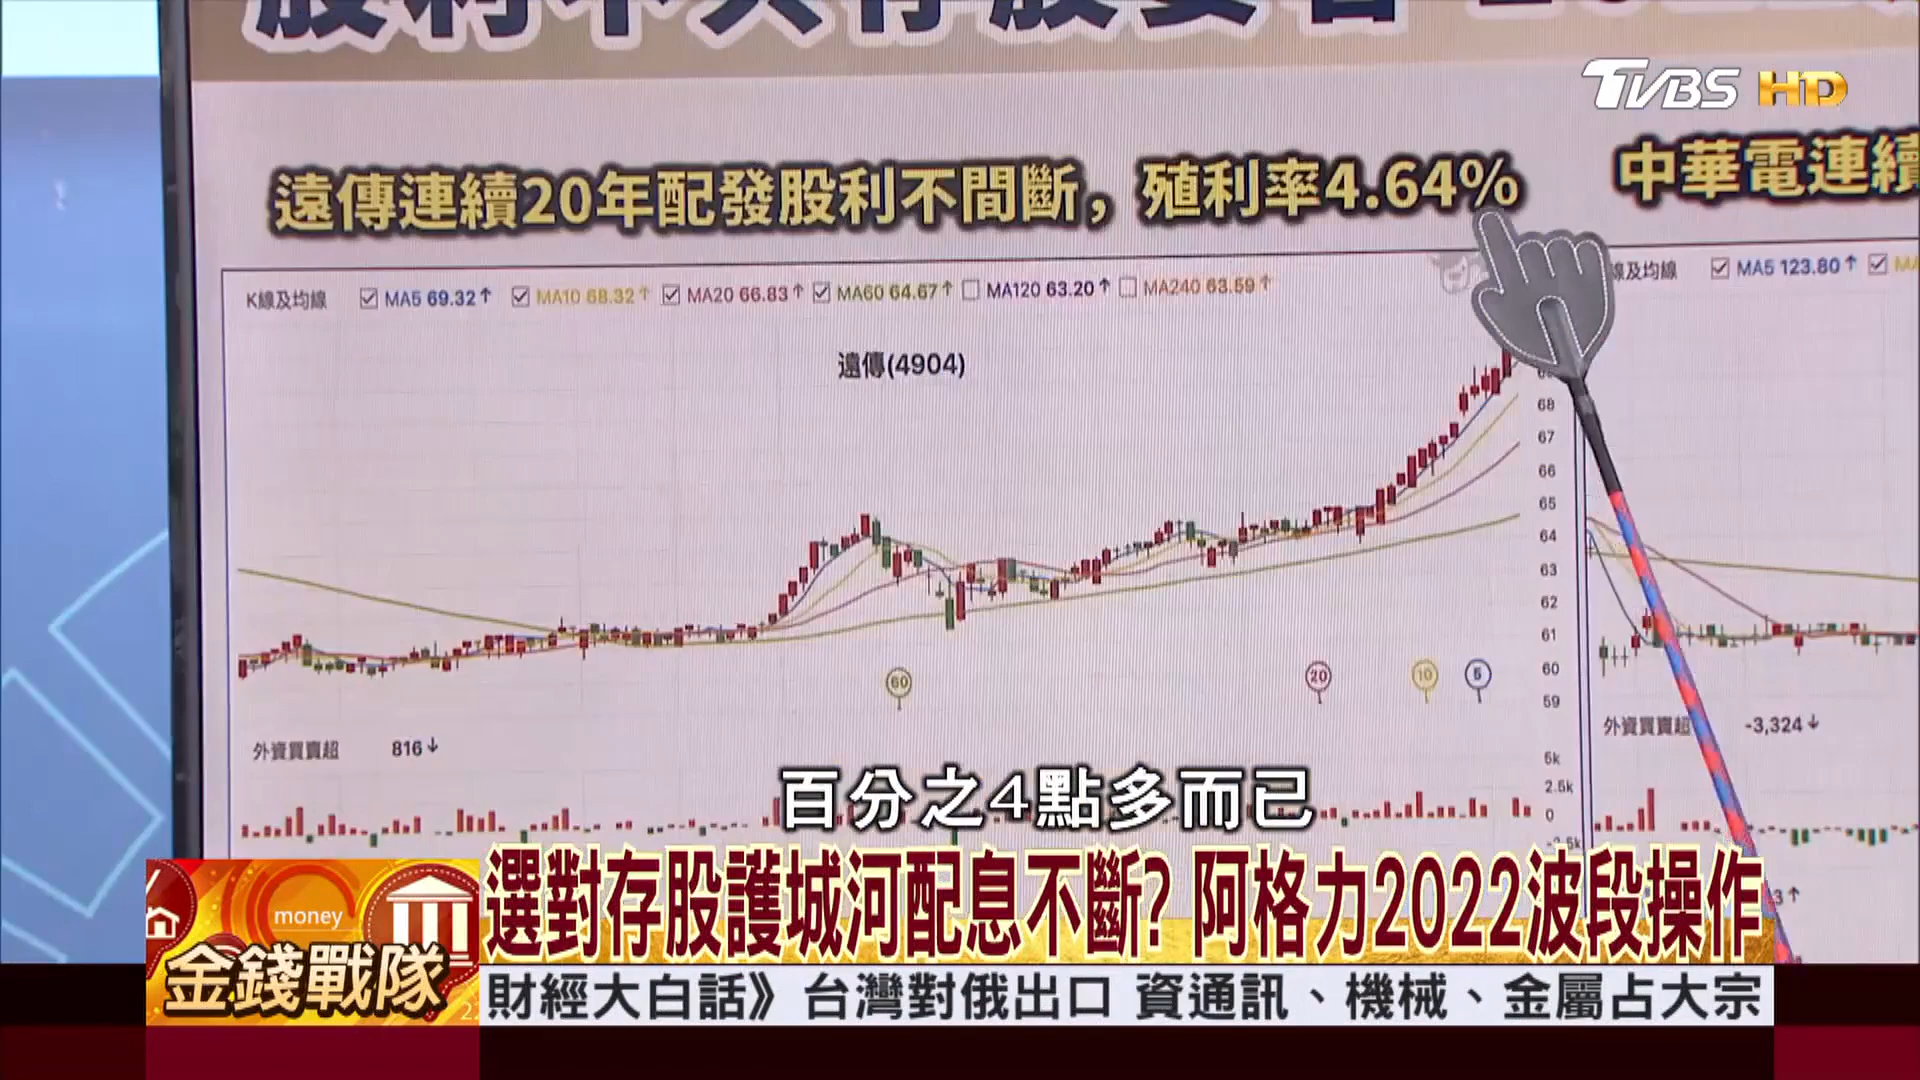 TVBS HD
遠傳連續20年配發股利不間斷，殖利率4.64%
中華電連續
K線及均線 MA5 69.32↑ MA10 68.32↑ MA20 66.83↑ MA60 64.67↑ MA120 63.20↑ MA240 63.59↑
線及均線 MA5 123.80↑
遠傳(4904)
68
67
66
65
64
63
62
61
60
59
60
20
10
5
外資買賣超 816↓
外資買賣超 -3,324↓
5k
2.5k
0
-2.5k
百分之4點多而已
money
金錢戰隊
選對存股護城河配息不斷? 阿格力2022波段操作
財經大白話》台灣對俄出口 資通訊、機械、金屬占大宗